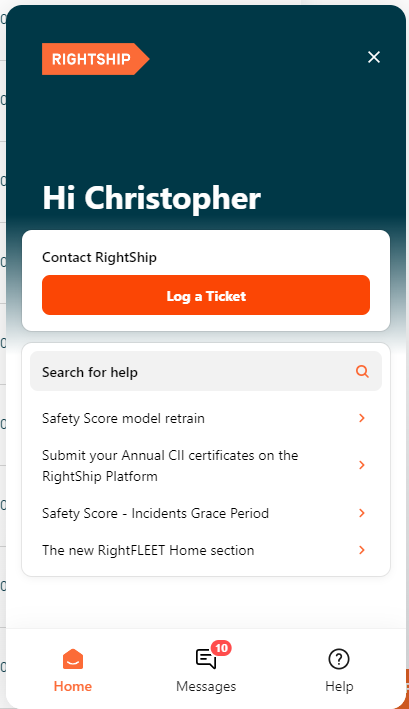 RIGHTSHIP
Hi Christopher
Contact RightShip
Log a Ticket
Search for help
Safety Score model retrain
Submit your Annual CII certificates on the
RightShip Platform
Safety Score - Incidents Grace Period
The new RightFLEET Home section
10
Home
Messages
Help